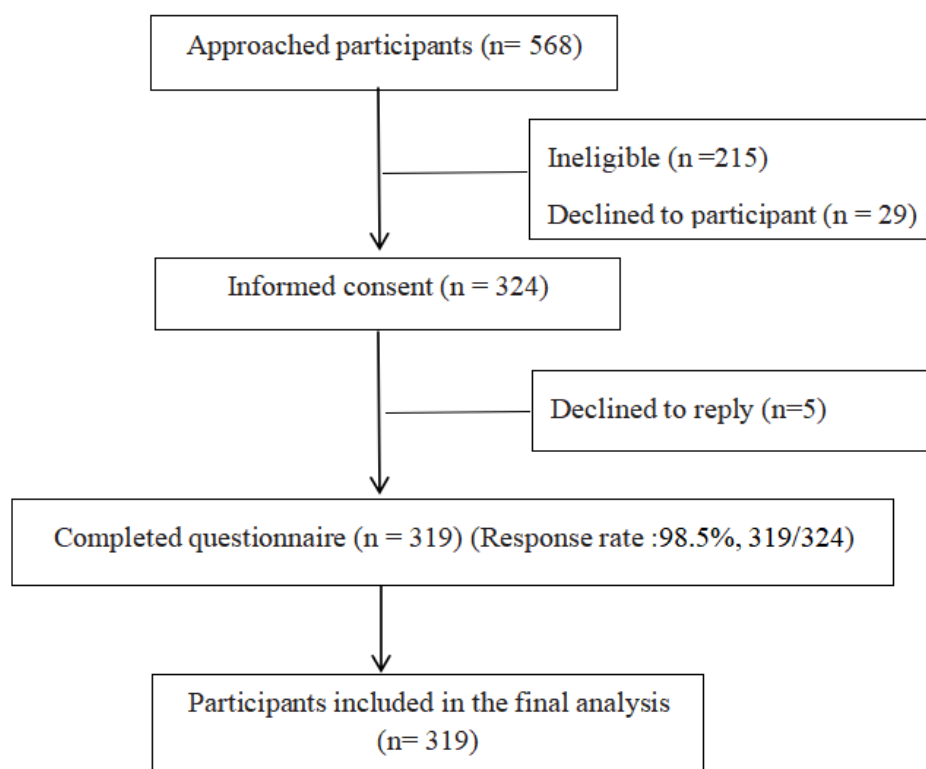 Approached participants (n= 568)
Ineligible (n =215)
Declined to participant (n = 29)
Informed consent (n = 324)
Declined to reply (n=5)
Completed questionnaire (n = 319) (Response rate :98.5%, 319/324)
Participants included in the final analysis
(n= 319)